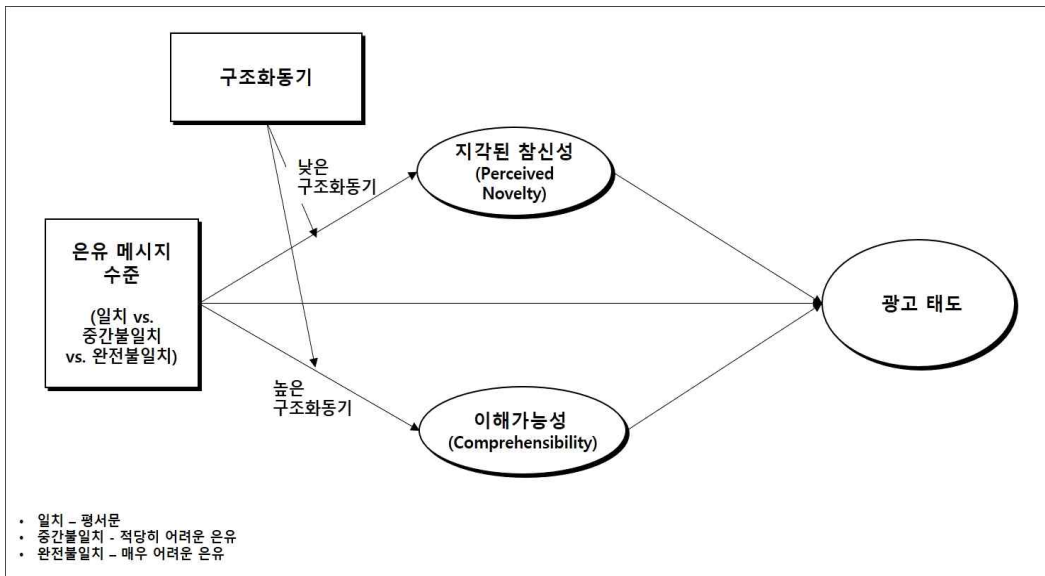 구조화동기
낮은
구조화동기
지각된 참신성
(Perceived
Novelty)
은유 메시지
수준
(일치 vs.
중간불일치
vs. 완전불일치)
광고 태도
높은
구조화동기
이해가능성
(Comprehensibility)
• 일치 – 평서문
• 중간불일치 - 적당히 어려운 은유
• 완전불일치 – 매우 어려운 은유